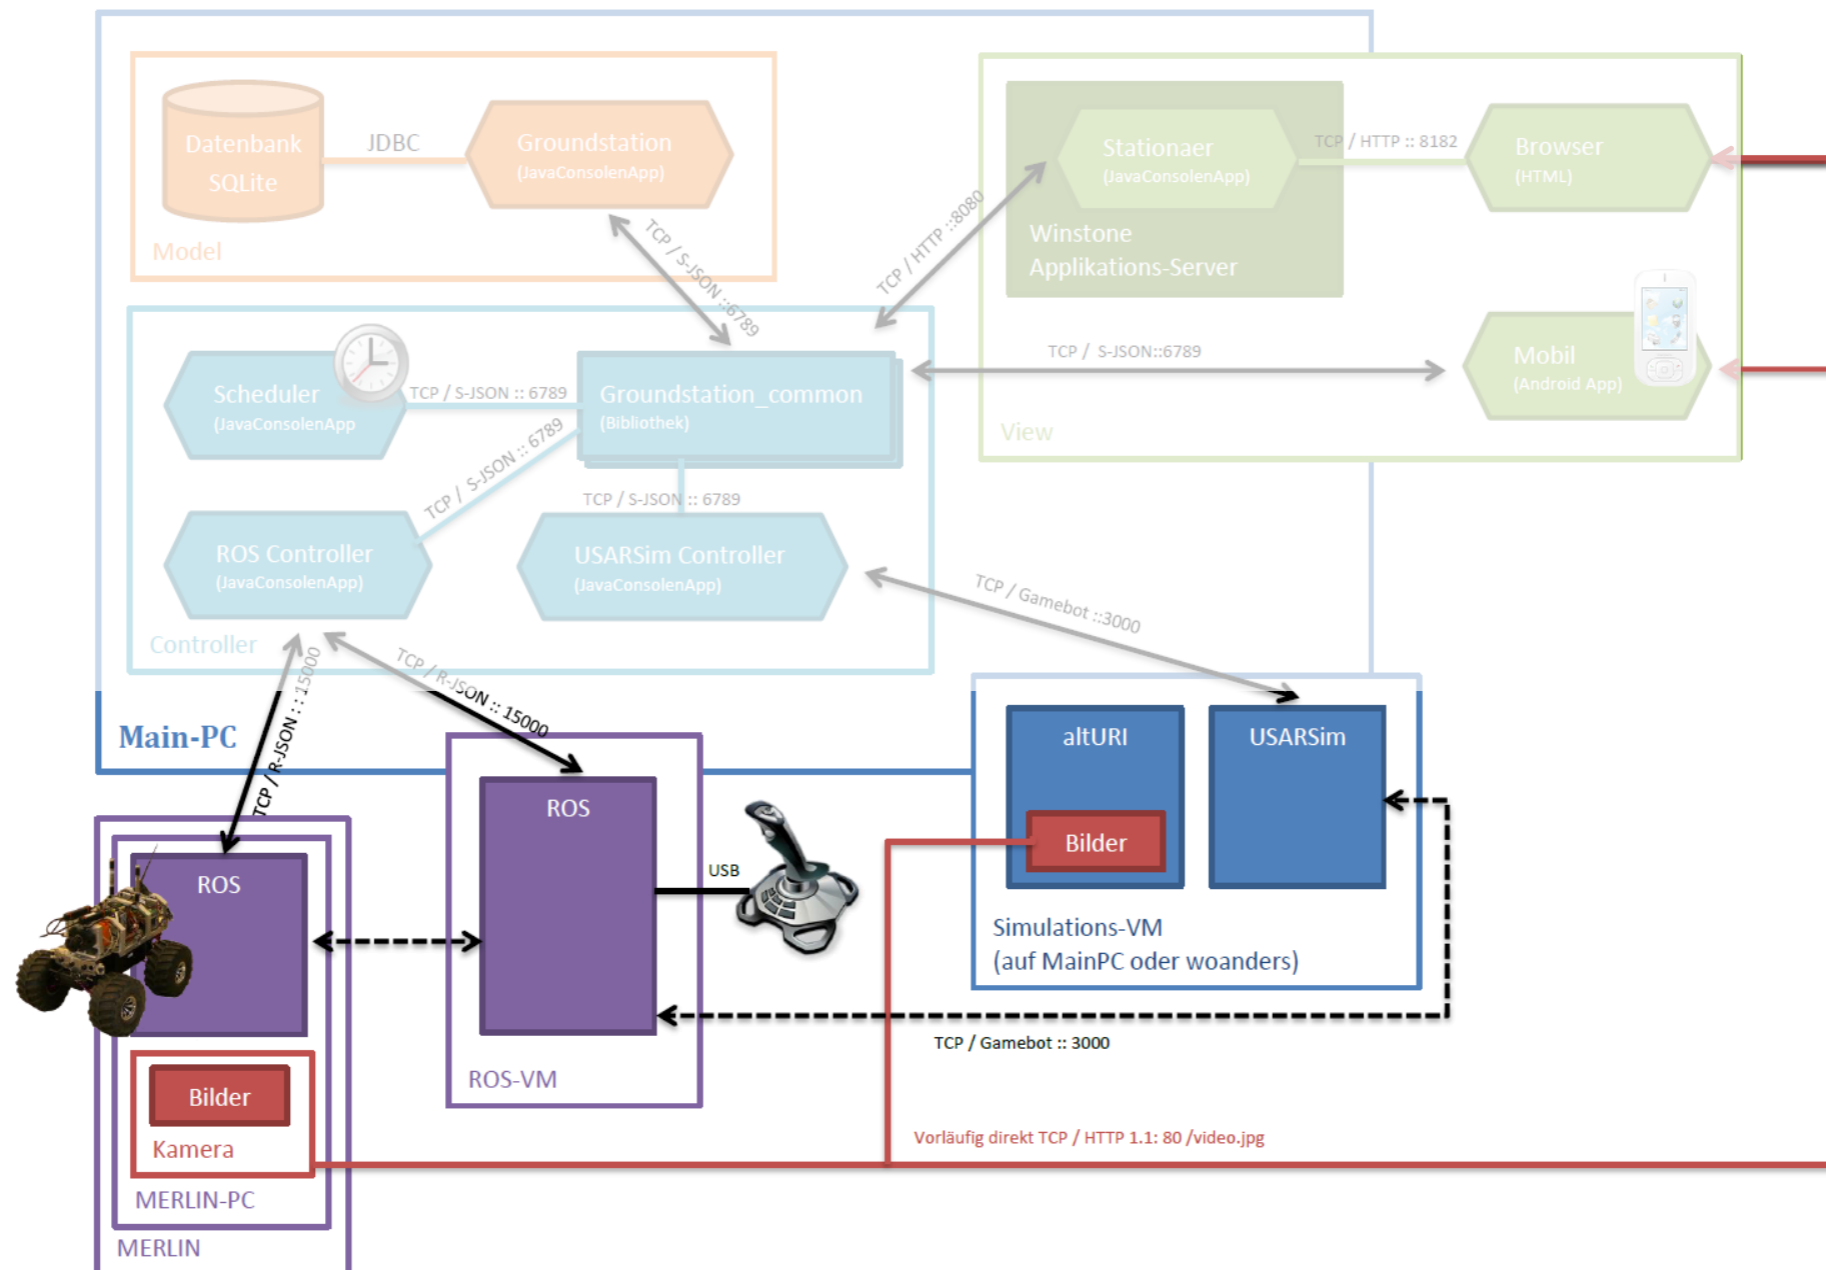 Datenbank
SQLite
JDBC
Groundstation
(JavaConsolenApp)
Model
TCP / S-JSON ::6789
TCP / HTTP ::8080
Stationaer
(JavaConsolenApp)
Winstone
Applikations-Server
TCP / HTTP :: 8182
Browser
(HTML)
TCP / S-JSON::6789
Mobil
(Android App)
View
Scheduler
(JavaConsolenApp
TCP / S-JSON :: 6789
Groundstation_common
(Bibliothek)
TCP / S-JSON :: 6789
TCP / S-JSON :: 6789
ROS Controller
(JavaConsolenApp)
USARSim Controller
(JavaConsolenApp)
Controller
TCP / Gamebot ::3000
TCP / R-JSON :: 15000
TCP / R-JSON :: 15000
Main-PC
ROS
ROS
USB
altURI
Bilder
USARSim
Simulations-VM
(auf MainPC oder woanders)
TCP / Gamebot :: 3000
ROS-VM
Bilder
Kamera
Vorläufig direkt TCP / HTTP 1.1: 80 /video.jpg
MERLIN-PC
MERLIN